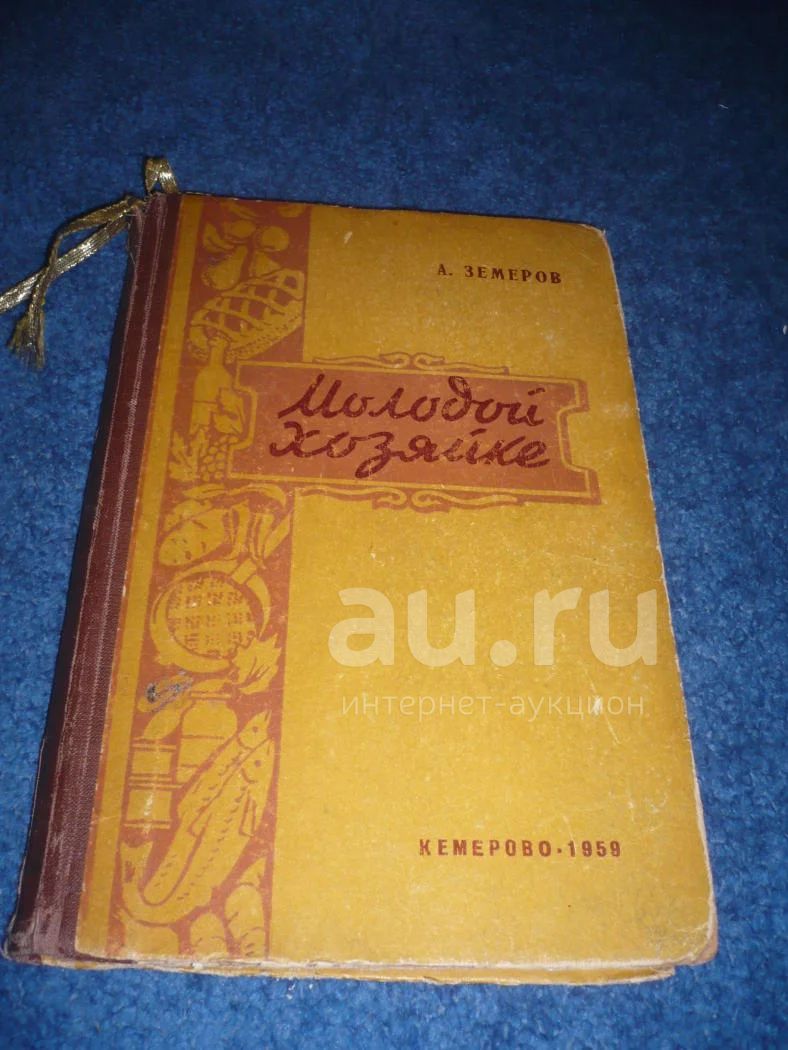 А. ЗЕМЕРОВ
Молодой
хозяйке
au.ru
интернет-аукцион
КЕМЕРОВО·1959